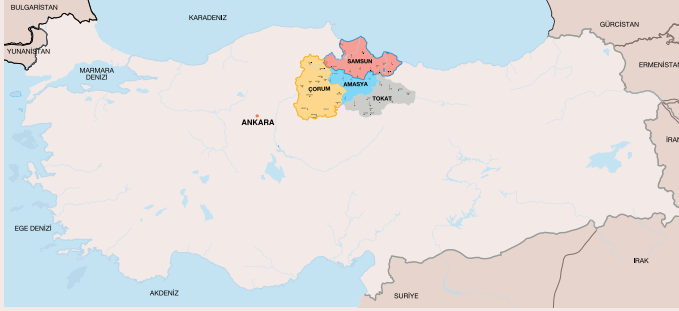 BULGARİSTAN
KARADENİZ
GÜRCİSTAN
YUNANİSTAN
SAMSUN
ERMENİSTAN
MARMARA
DENİZİ
AMASYA
ÇORUM
TOKAT
ANKARA
İRAN
EGE DENİZİ
IRAK
AKDENİZ
SURİYE